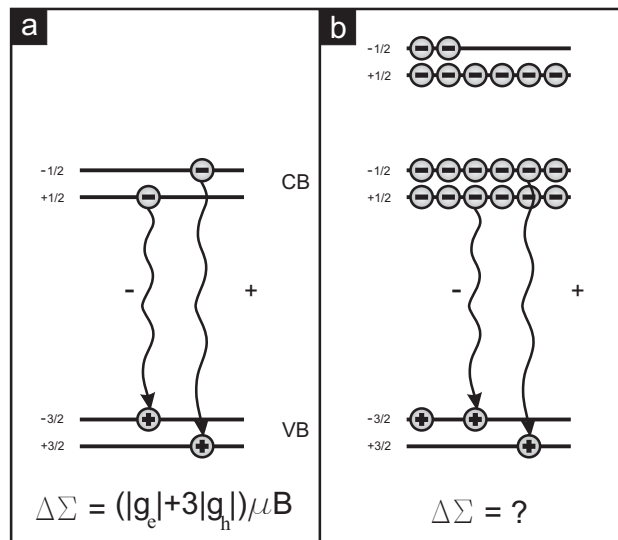 a
-1/2
+1/2
CB
-
+
-3/2
+3/2
VB
ΔΣ = (|gₑ|+3|gₕ|)μB
b
-1/2
+1/2
-1/2
+1/2
-
+
-3/2
+3/2
ΔΣ = ?